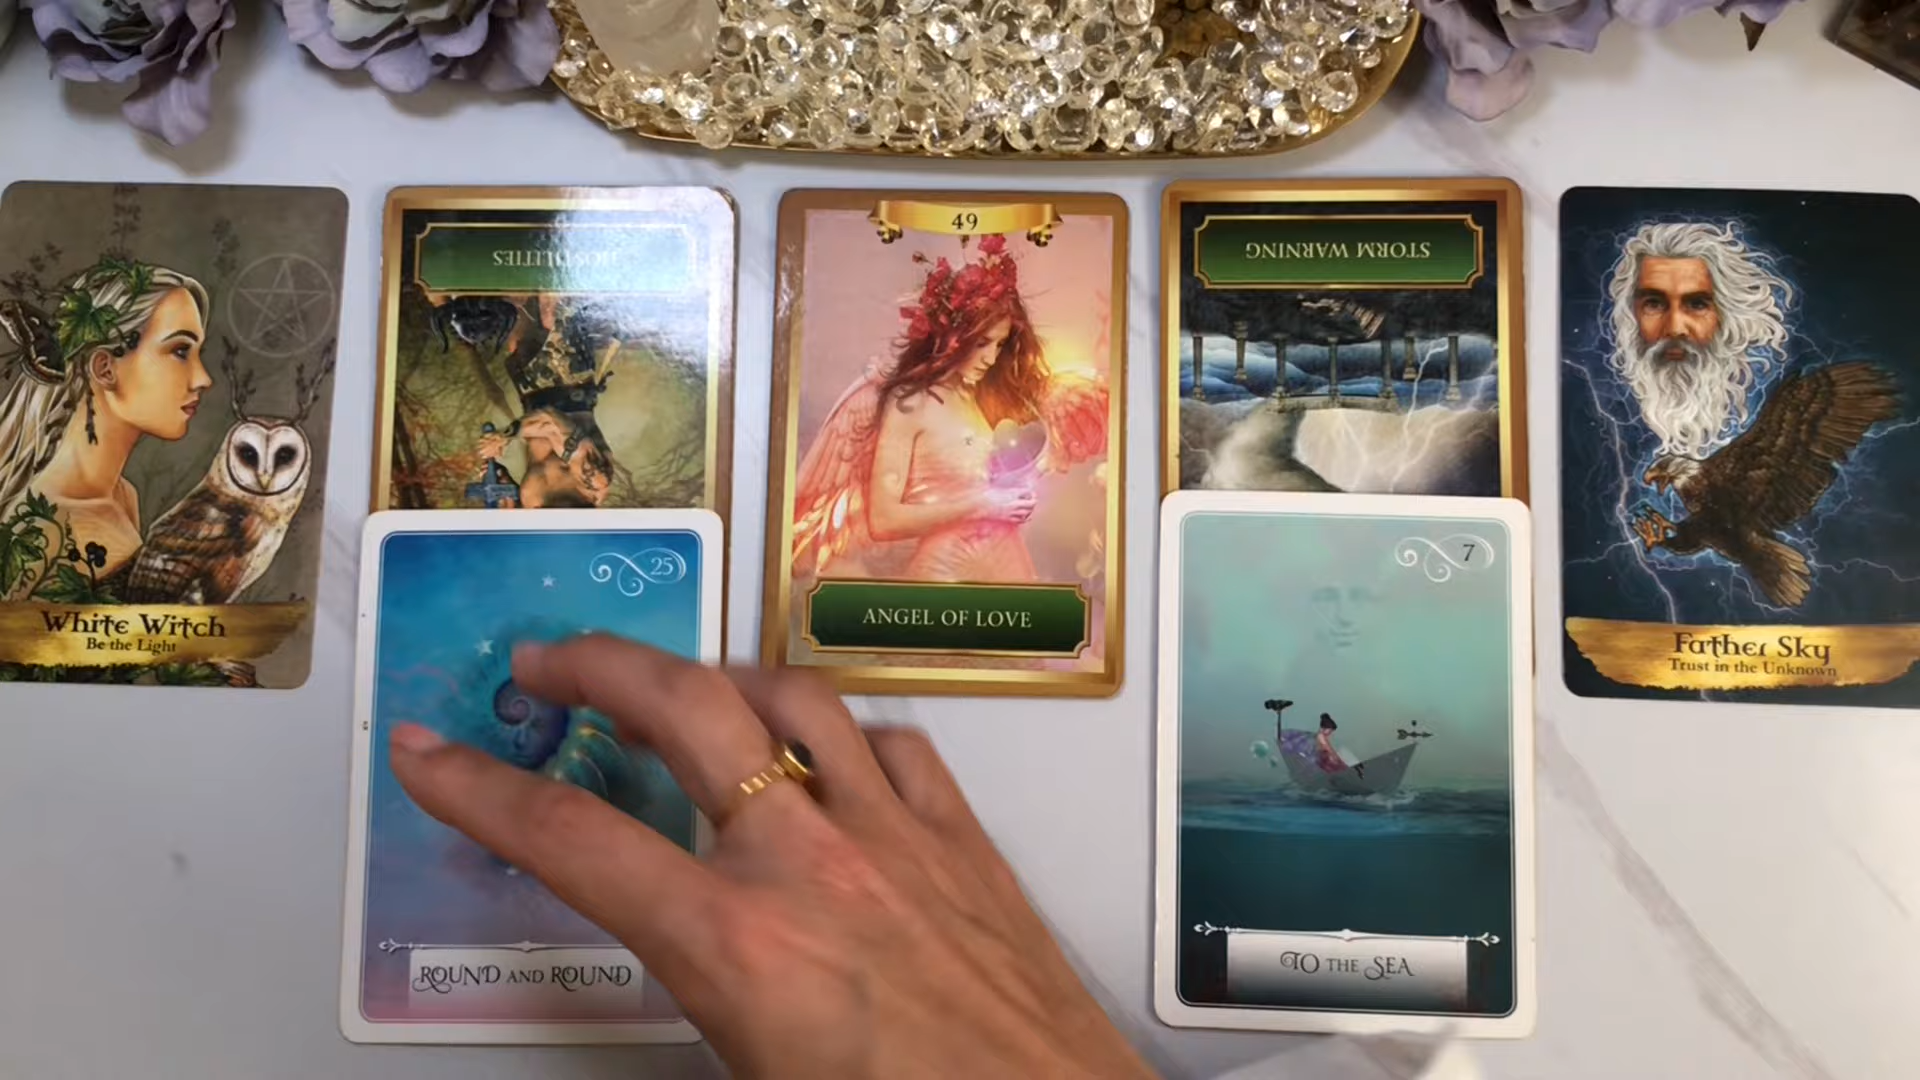 HOSTILITIES
49
STORM WARNING
ANGEL OF LOVE
White Witch
Be the Light
Father Sky
Trust in the Unknown
25
7
ROUND AND ROUND
TO THE SEA